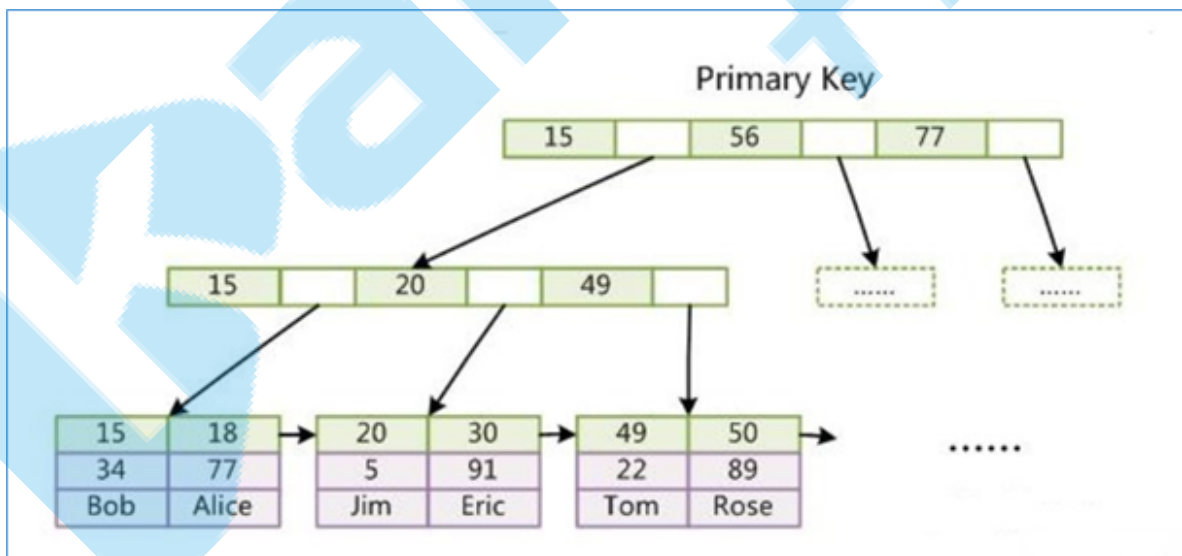 Primary Key
15 56 77
15 20 49
…… ……
15 18 20 30 49 50
……
34 77 5 91 22 89
Bob Alice Jim Eric Tom Rose